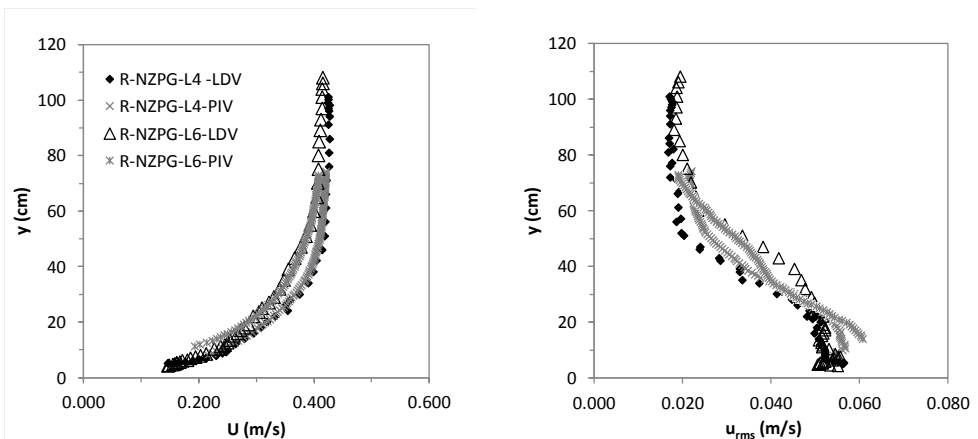 120
100
80
60
40
20
0
y (cm)
R-NZPG-L4 -LDV
R-NZPG-L4-PIV
R-NZPG-L6-LDV
R-NZPG-L6-PIV
0.000 0.200 0.400 0.600
U (m/s)
120
100
80
60
40
20
0
y (cm)
0.000 0.020 0.040 0.060 0.080
urms (m/s)